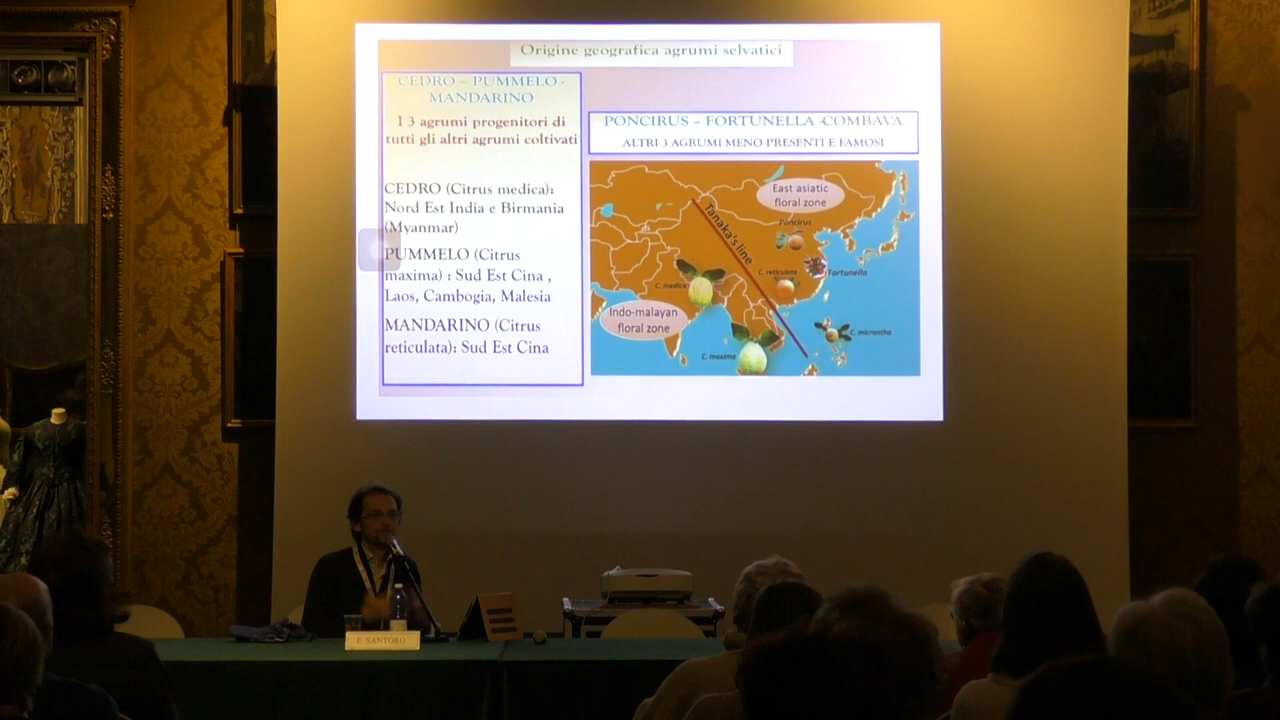 Origine geografica agrumi selvatici
CEDRO – PUMMELO -
MANDARINO
I 3 agrumi progenitori di
tutti gli altri agrumi coltivati
CEDRO (Citrus medica):
Nord Est India e Birmania
(Myanmar)
PUMMELO (Citrus
maxima) : Sud Est Cina ,
Laos, Cambogia, Malesia
MANDARINO (Citrus
reticulata): Sud Est Cina
PONCIRUS – FORTUNELLA -COMBAVA
ALTRI 3 AGRUMI MENO PRESENTI E FAMOSI
East asiatic
floral zone
Tanaka's line
Poncirus
C. reticulata
Fortunella
C. medica
Indo-malayan
floral zone
C. micrantha
C. maxima
E. SANTORO